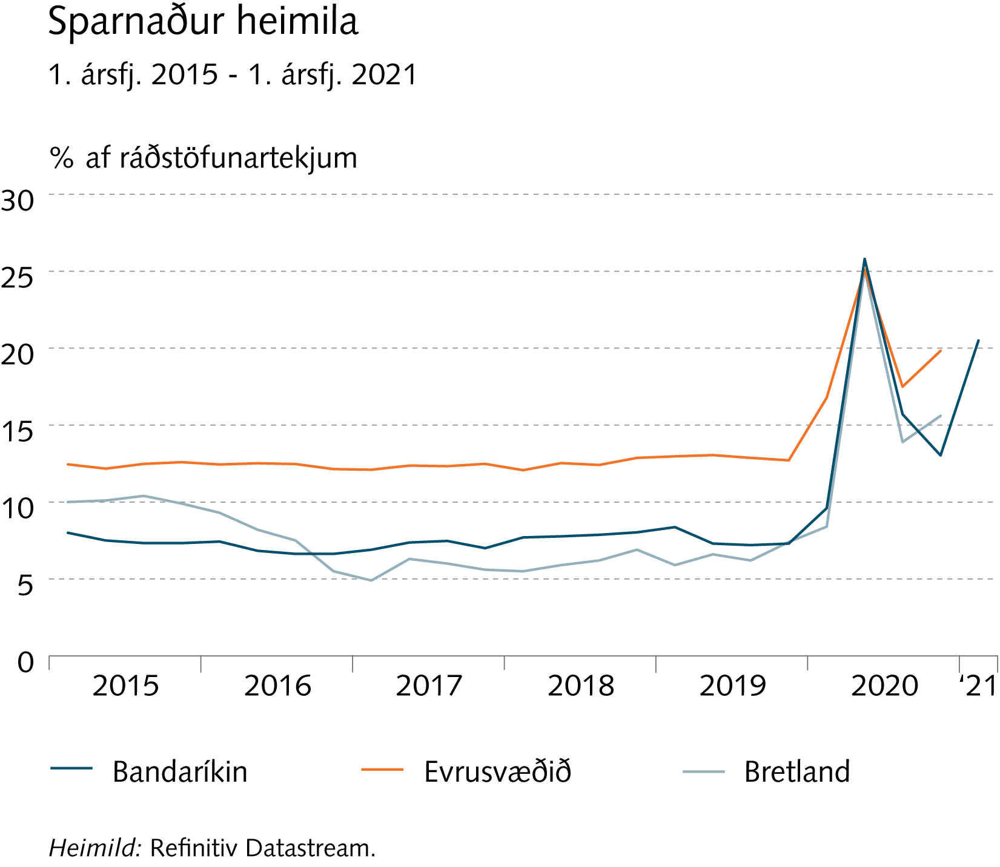 Sparnaður heimila
1. ársfj. 2015 - 1. ársfj. 2021
% af ráðstöfunartekjum
30
25
20
15
10
5
0
2015 2016 2017 2018 2019 2020 ‘21
Bandaríkin Evrusvæðið Bretland
Heimild: Refinitiv Datastream.